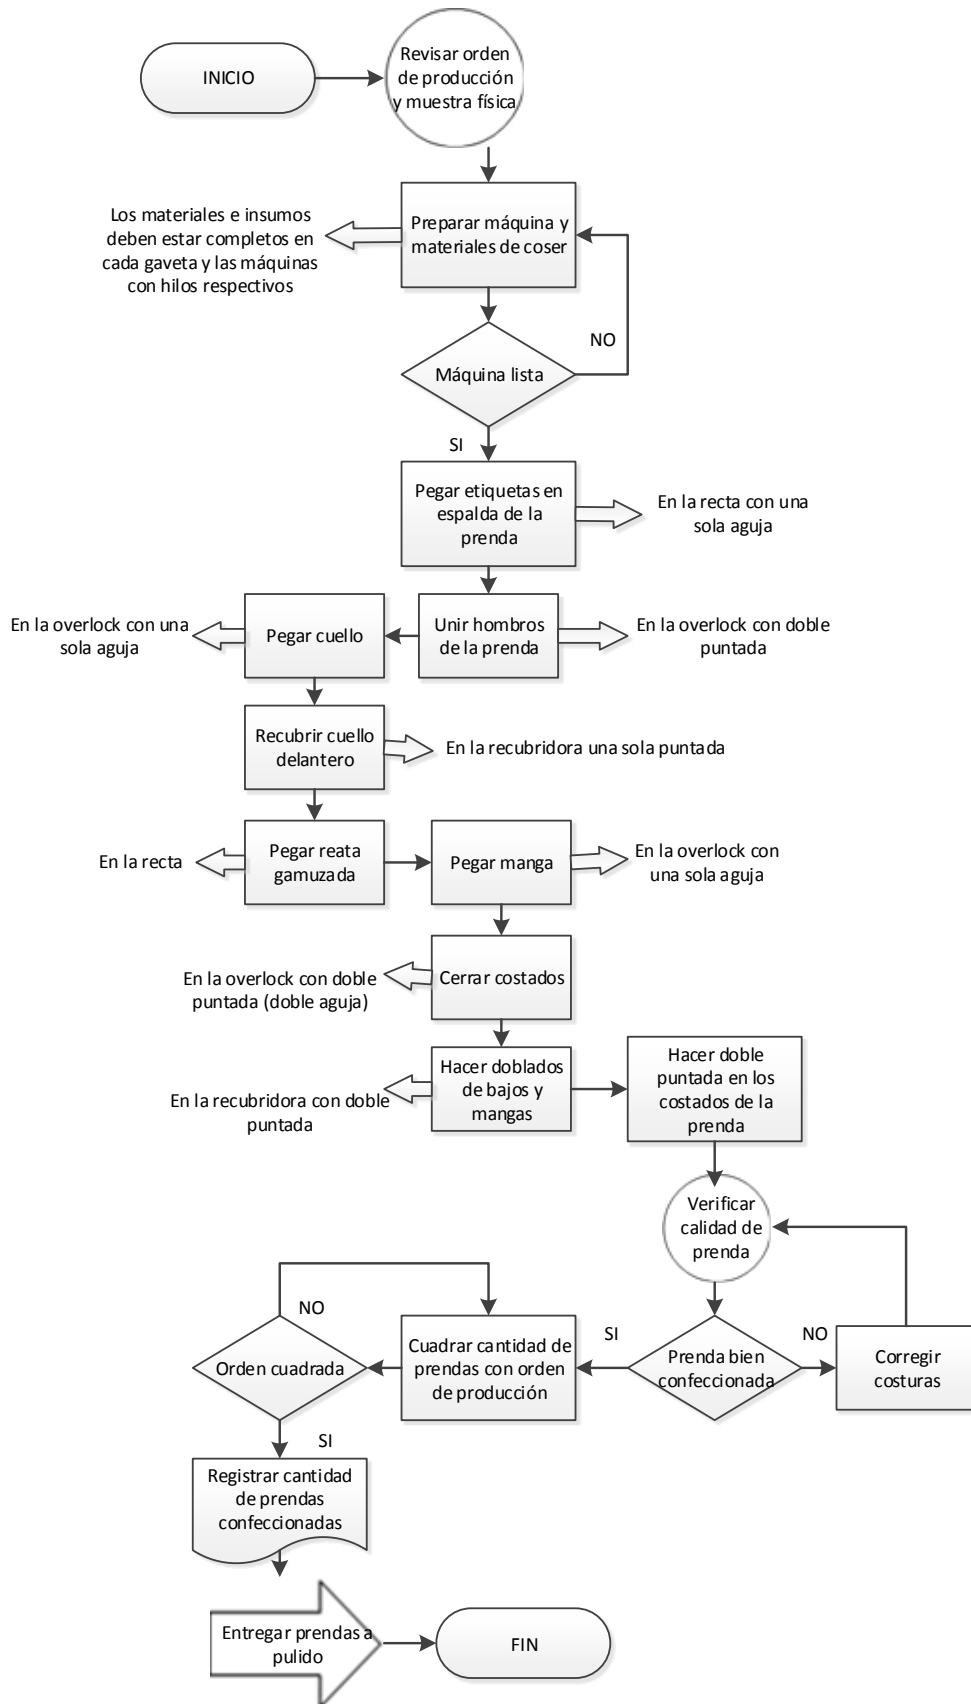 INICIO
Revisar orden
de producción
y muestra física
Los materiales e insumos
deben estar completos en
cada gaveta y las máquinas
con hilos respectivos
Preparar máquina y
materiales de coser
NO
Máquina lista
SI
Pegar etiquetas en
espalda de la
prenda
En la recta con una
sola aguja
En la overlock con una
sola aguja
Pegar cuello
Unir hombros
de la prenda
En la overlock con doble
puntada
Recubrir cuello
delantero
En la recubridora una sola puntada
En la recta
Pegar reata
gamuzada
Pegar manga
En la overlock con
una sola aguja
En la overlock con doble
puntada (doble aguja)
Cerrar costados
En la recubridora con doble
puntada
Hacer doblados
de bajos y
mangas
Hacer doble
puntada en los
costados de la
prenda
Verificar
calidad de
prenda
NO
Orden cuadrada
Cuadrar cantidad de
prendas con orden
de producción
SI
Prenda bien
confeccionada
NO
Corregir
costuras
SI
Registrar cantidad
de prendas
confeccionadas
Entregar prendas a
pulido
FIN